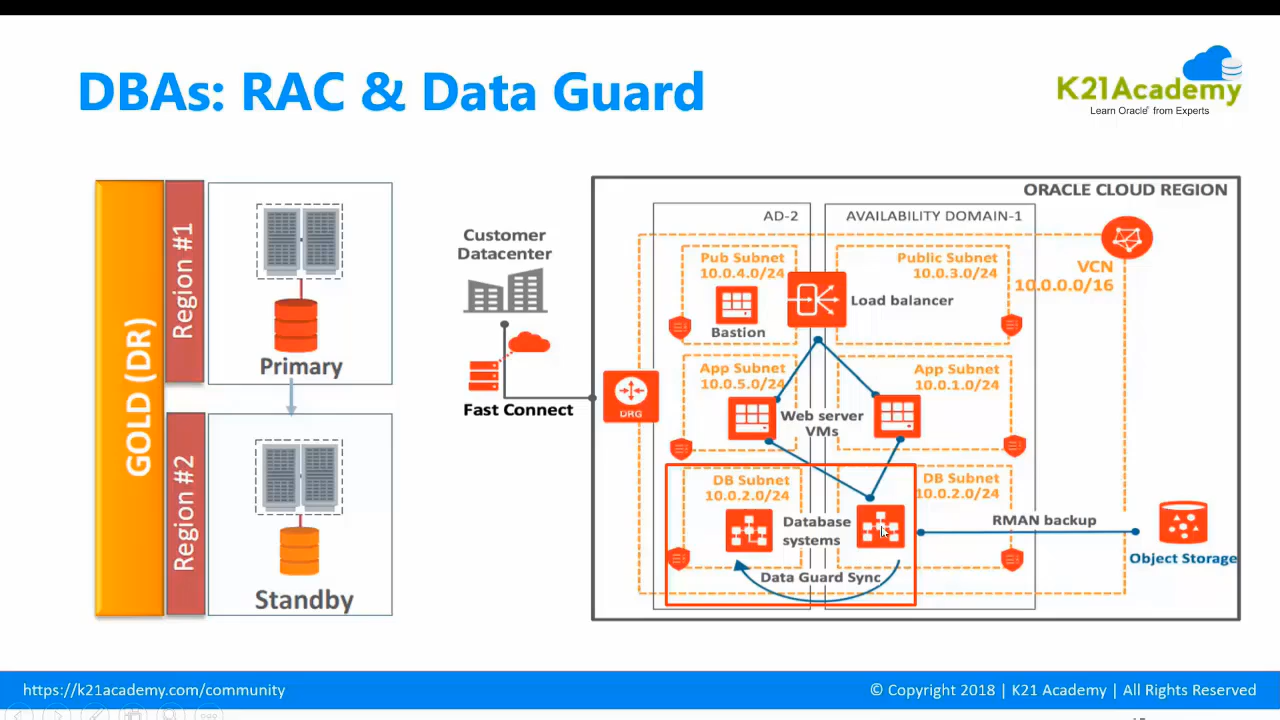 DBAs: RAC & Data Guard
K21Academy
Learn Oracle from Experts
GOLD (DR)
Region #1
Primary
Region #2
Standby
Customer
Datacenter
Fast Connect
ORACLE CLOUD REGION
AD-2
AVAILABILITY DOMAIN-1
VCN
10.0.0.0/16
Pub Subnet
10.0.4.0/24
Public Subnet
10.0.3.0/24
Bastion
Load balancer
DRG
App Subnet
10.0.5.0/24
App Subnet
10.0.1.0/24
Web server
VMs
DB Subnet
10.0.2.0/24
DB Subnet
10.0.2.0/24
Database
systems
Data Guard Sync
RMAN backup
Object Storage
https://k21academy.com/community
© Copyright 2018 | K21 Academy | All Rights Reserved